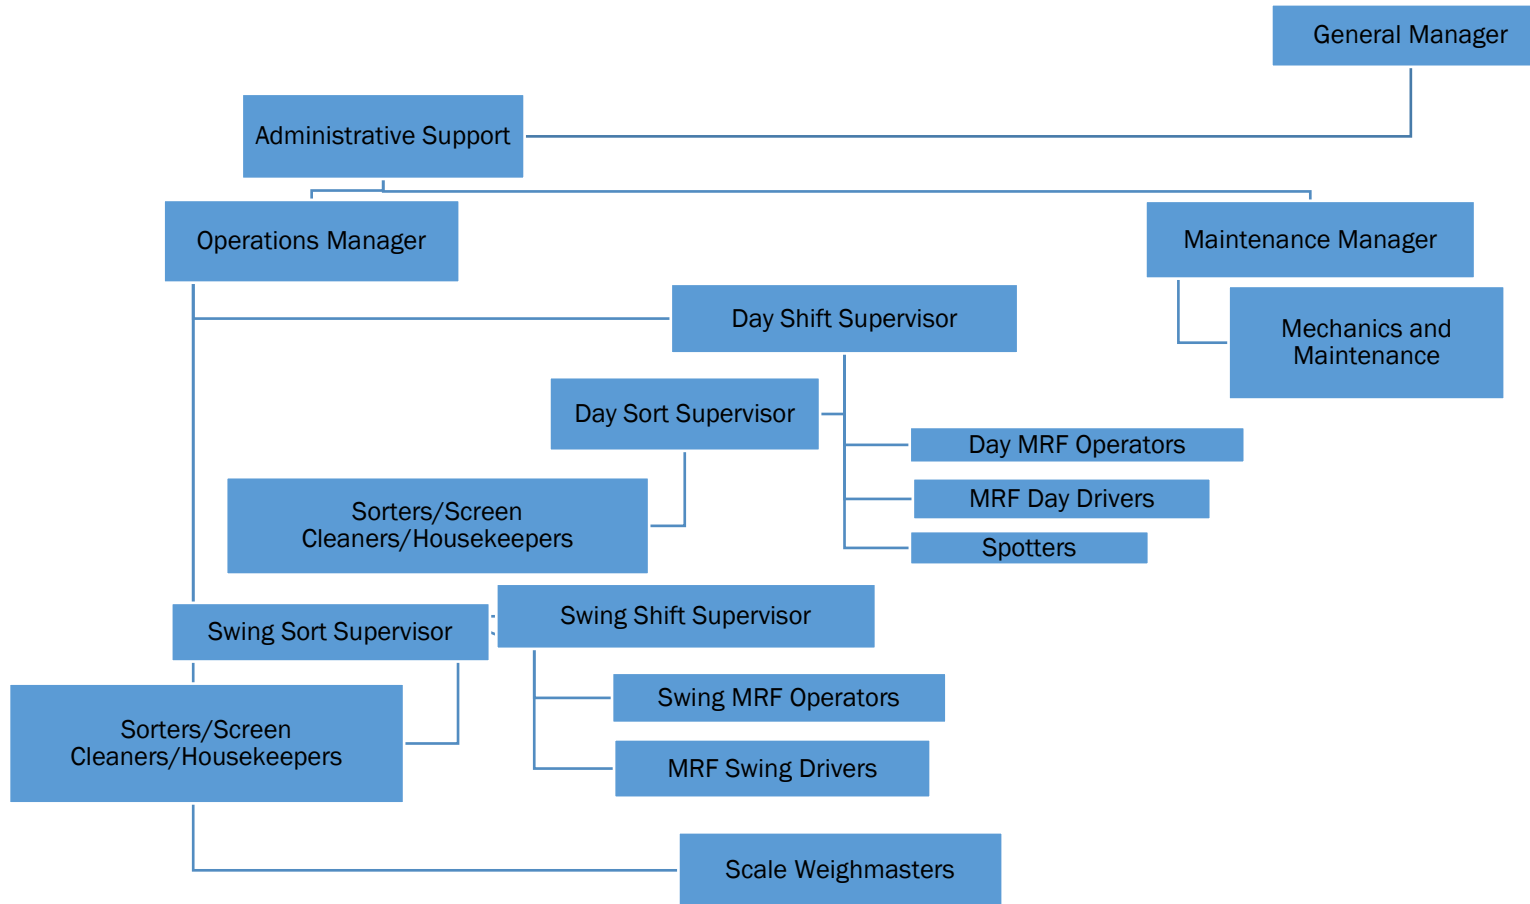 General Manager
Administrative Support
Operations Manager
Maintenance Manager
Day Shift Supervisor
Mechanics and
Maintenance
Day Sort Supervisor
Day MRF Operators
Sorters/Screen
Cleaners/Housekeepers
MRF Day Drivers
Spotters
Swing Sort Supervisor
Swing Shift Supervisor
Swing MRF Operators
Sorters/Screen
Cleaners/Housekeepers
MRF Swing Drivers
Scale Weighmasters